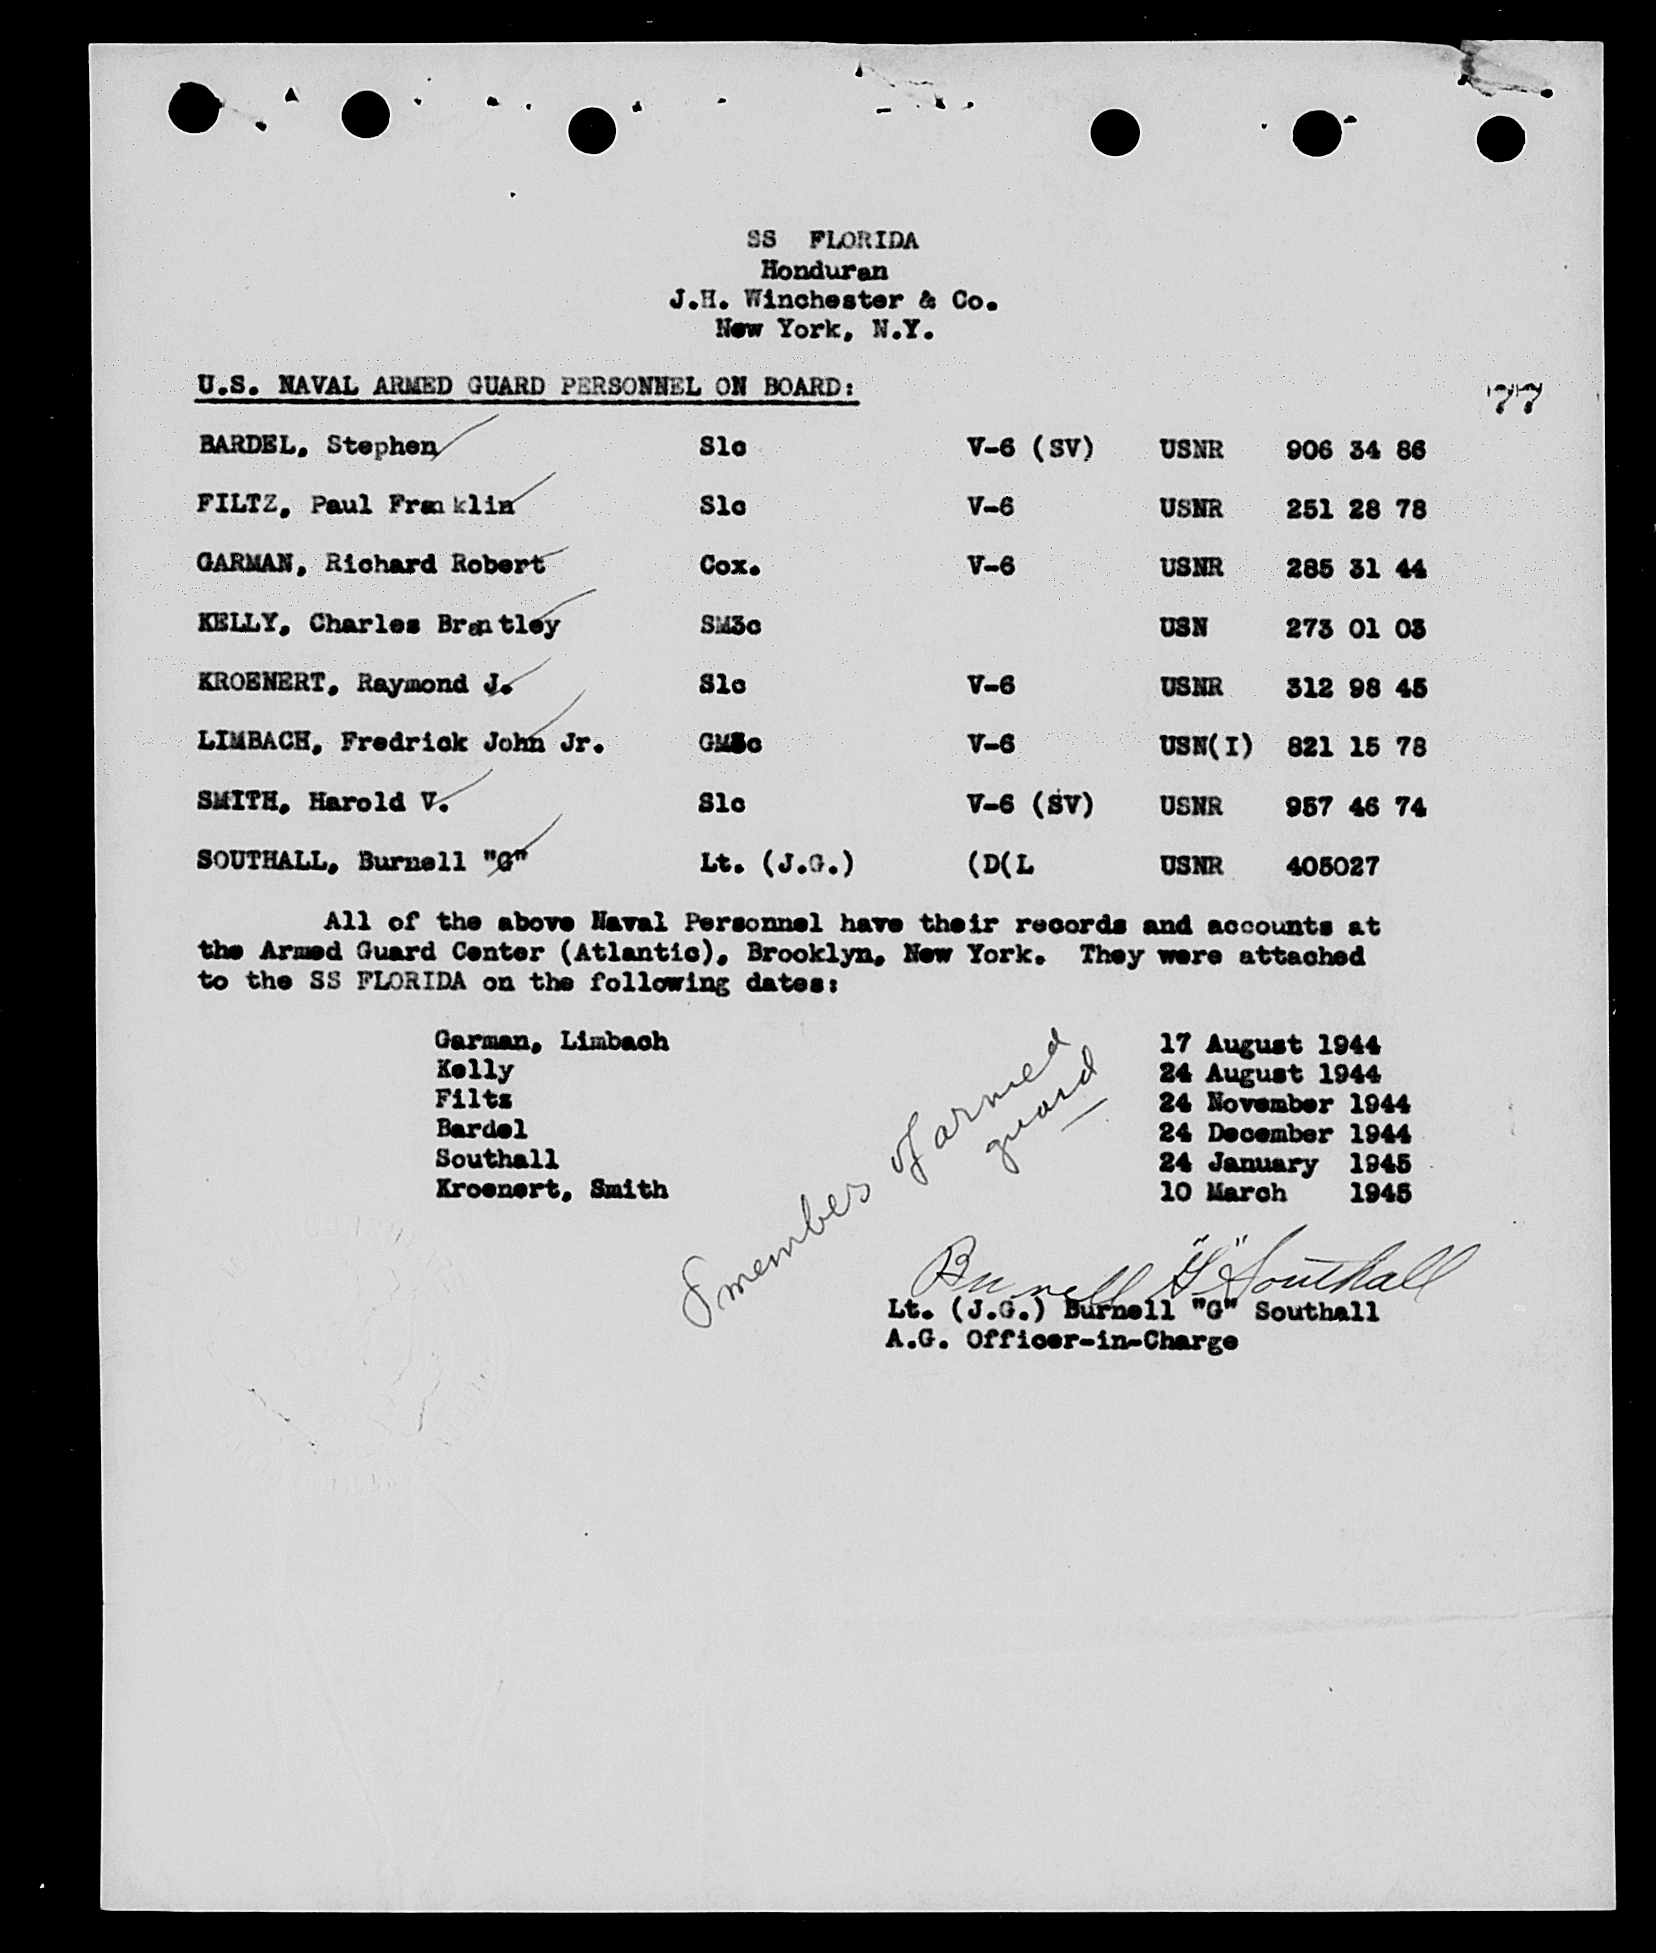 SS FLORIDA
Honduran
J.H. Winchester & Co.
New York, N.Y.
U.S. NAVAL ARMED GUARD PERSONNEL ON BOARD:
77
BARDEL, Stephen S1c V-6 (SV) USNR 906 34 86
FILTZ, Paul Franklin S1c V-6 USNR 251 28 78
GARMAN, Richard Robert Cox. V-6 USNR 285 31 44
KELLY, Charles Brantley SM3c USN 273 01 03
KROENERT, Raymond J. S1c V-6 USNR 312 98 45
LIMBACH, Fredrick John Jr. GM3c V-6 USN(I) 821 15 78
SMITH, Harold V. S1c V-6 (SV) USNR 957 46 74
SOUTHALL, Burnell "G" Lt. (J.G.) (D(L USNR 405027
All of the above Naval Personnel have their records and accounts at
the Armed Guard Center (Atlantic), Brooklyn, New York. They were attached
to the SS FLORIDA on the following dates:
Garman, Limbach 17 August 1944
Kelly 24 August 1944
Filtz 24 November 1944
Bardel 24 December 1944
Southall 24 January 1945
Kroenert, Smith 10 March 1945
8 members of armed
guard
Burnell "G" Southall
Lt. (J.G.) Burnell "G" Southall
A.G. Officer-in-Charge